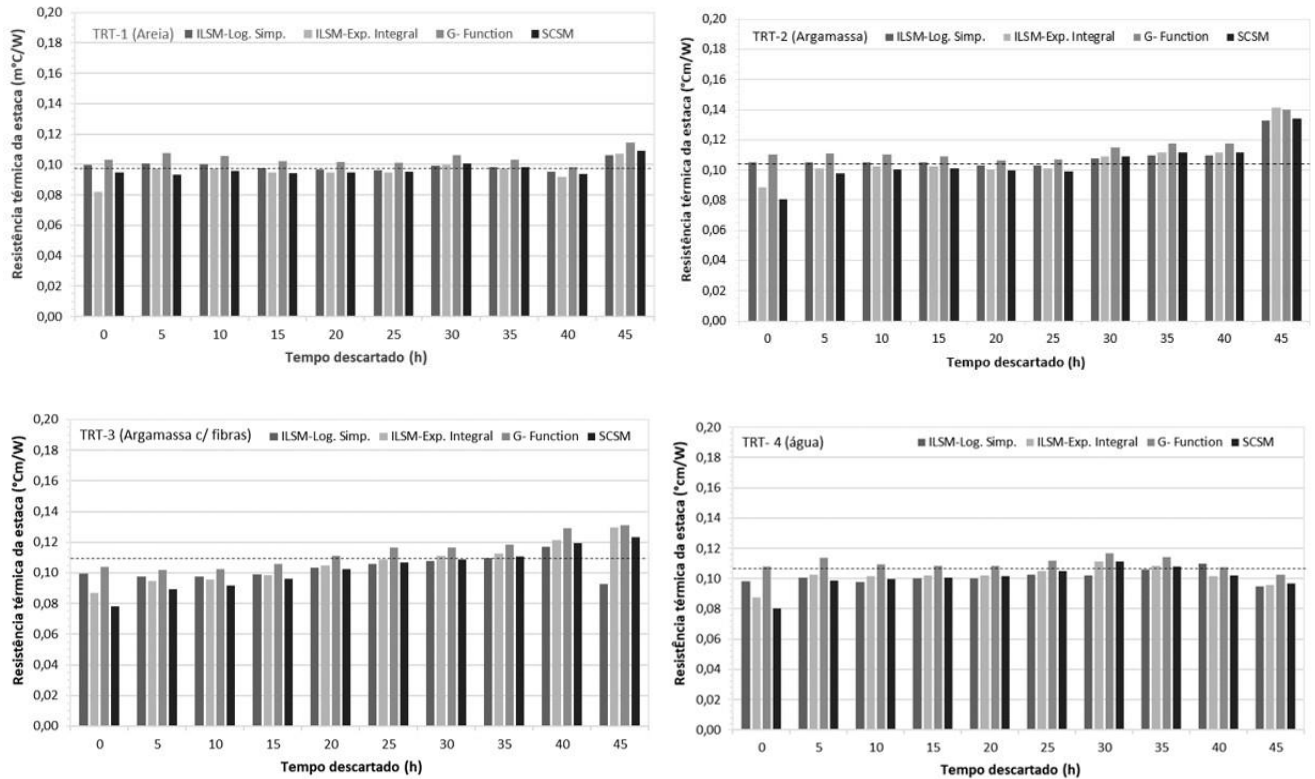 TRT-1 (Areia) ILSM-Log. Simp. ILSM-Exp. Integral G- Function SCSM
Resistência térmica da estaca (m°C/W)
0,20
0,18
0,16
0,14
0,12
0,10
0,08
0,06
0,04
0,02
0,00
0 5 10 15 20 25 30 35 40 45
Tempo descartado (h)
TRT-2 (Argamassa) ILSM-Log. Simp. ILSM-Exp. Integral G- Function SCSM
Resistência térmica da estaca (°Cm/W)
0,20
0,18
0,16
0,14
0,12
0,10
0,08
0,06
0,04
0,02
0,00
0 5 10 15 20 25 30 35 40 45
Tempo descartado (h)
TRT-3 (Argamassa c/ fibras) ILSM-Log. Simp. ILSM-Exp. Integral G- Function SCSM
Resistência térmica da estaca (°Cm/W)
0,20
0,18
0,16
0,14
0,12
0,10
0,08
0,06
0,04
0,02
0,00
0 5 10 15 20 25 30 35 40 45
Tempo descartado (h)
TRT- 4 (água) ILSM-Log. Simp. ILSM-Exp. Integral G- Function SCSM
ResistÊncia térmica da estaca (°cm/W)
0,20
0,18
0,16
0,14
0,12
0,10
0,08
0,06
0,04
0,02
0,00
0 5 10 15 20 25 30 35 40 45
Tempo descartado (h)